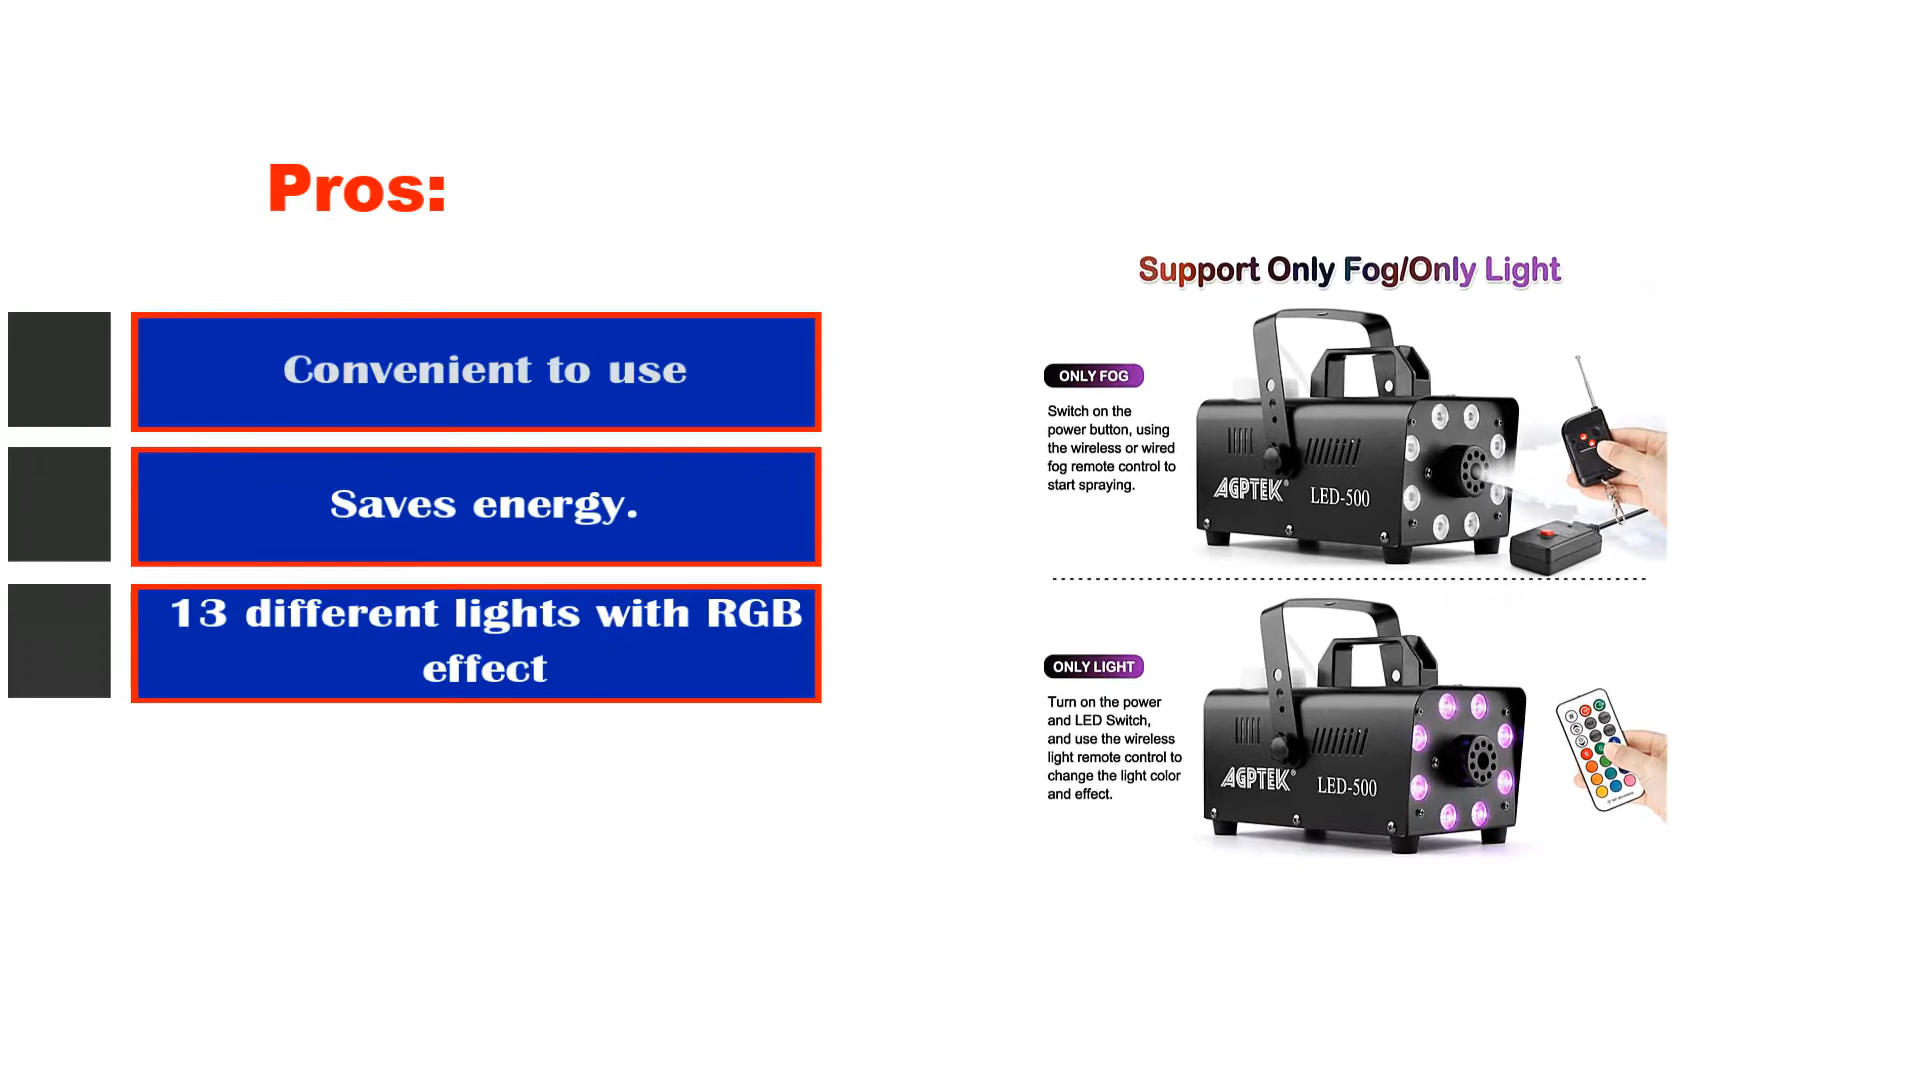 Pros:
Convenient to use
Saves energy.
13 different lights with RGB
effect
Support Only Fog/Only Light
ONLY FOG
Switch on the
power button, using
the wireless or wired
fog remote control to
start spraying.
AGPTEK®
LED-500
ONLY LIGHT
Turn on the power
and LED Switch,
and use the wireless
light remote control to
change the light color
and effect.
AGPTEK®
LED-500